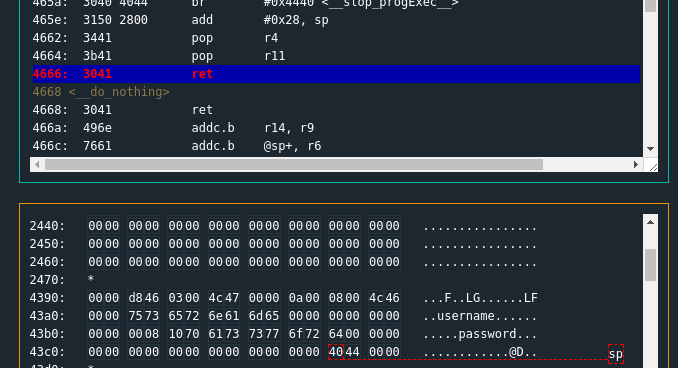 465a: 3040 4044 br #0x4440 <__stop_progExec__>
465e: 3150 2800 add #0x28, sp
4662: 3441 pop r4
4664: 3b41 pop r11
4666: 3041 ret
4668 <__do_nothing>
4668: 3041 ret
466a: 496e addc.b r14, r9
466c: 7661 addc.b @sp+, r6
2440: 0000 0000 0000 0000 0000 0000 0000 0000 ................
2450: 0000 0000 0000 0000 0000 0000 0000 0000 ................
2460: 0000 0000 0000 0000 0000 0000 0000 0000 ................
2470: *
4390: 0000 d846 0300 4c47 0000 0a00 0800 4c46 ...F..LG......LF
43a0: 0000 7573 6572 6e61 6d65 0000 0000 0000 ..username......
43b0: 0000 0008 1070 6173 7377 6f72 6400 0000 .....password...
43c0: 0000 0000 0000 0000 0000 0000 4044 0000 ............@D.. sp
43d0: *